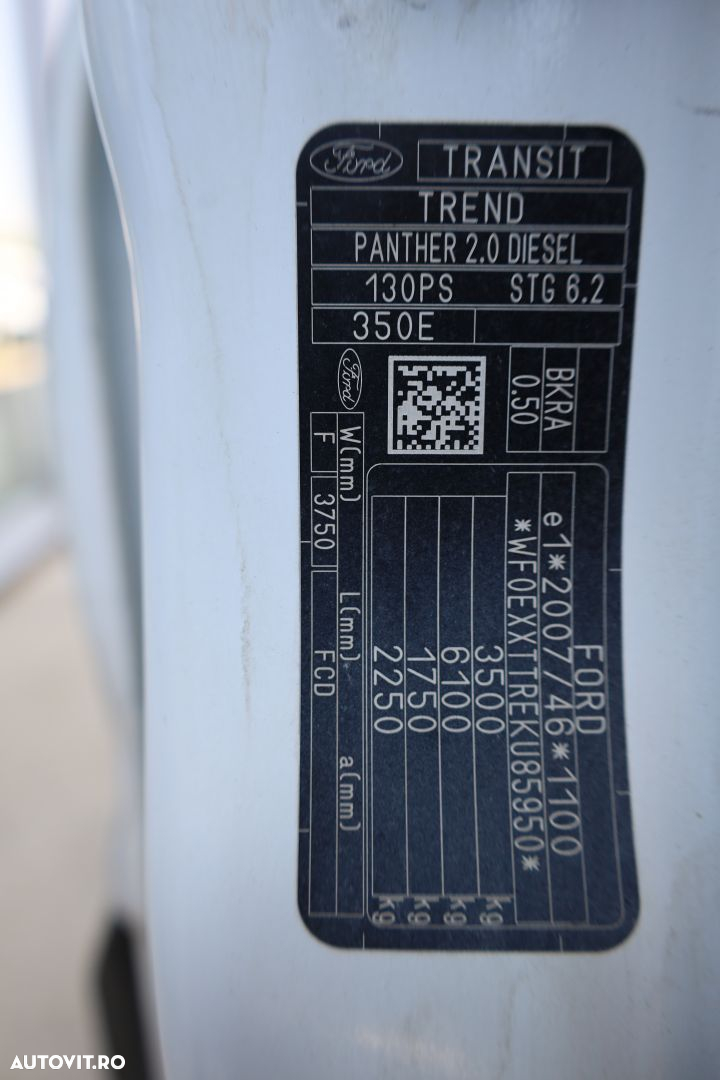 Ford TRANSIT
TREND
PANTHER 2.0 DIESEL
130PS STG 6.2
350E
Ford
BKRA
0.50
FORD
e1*2007/46*1100
*WF0EXXTTREKU85950*
3500 kg
6100 kg
1750 kg
2250 kg
W(mm) L(mm) a(mm)
F 3750 FCD
AUTOVIT.RO